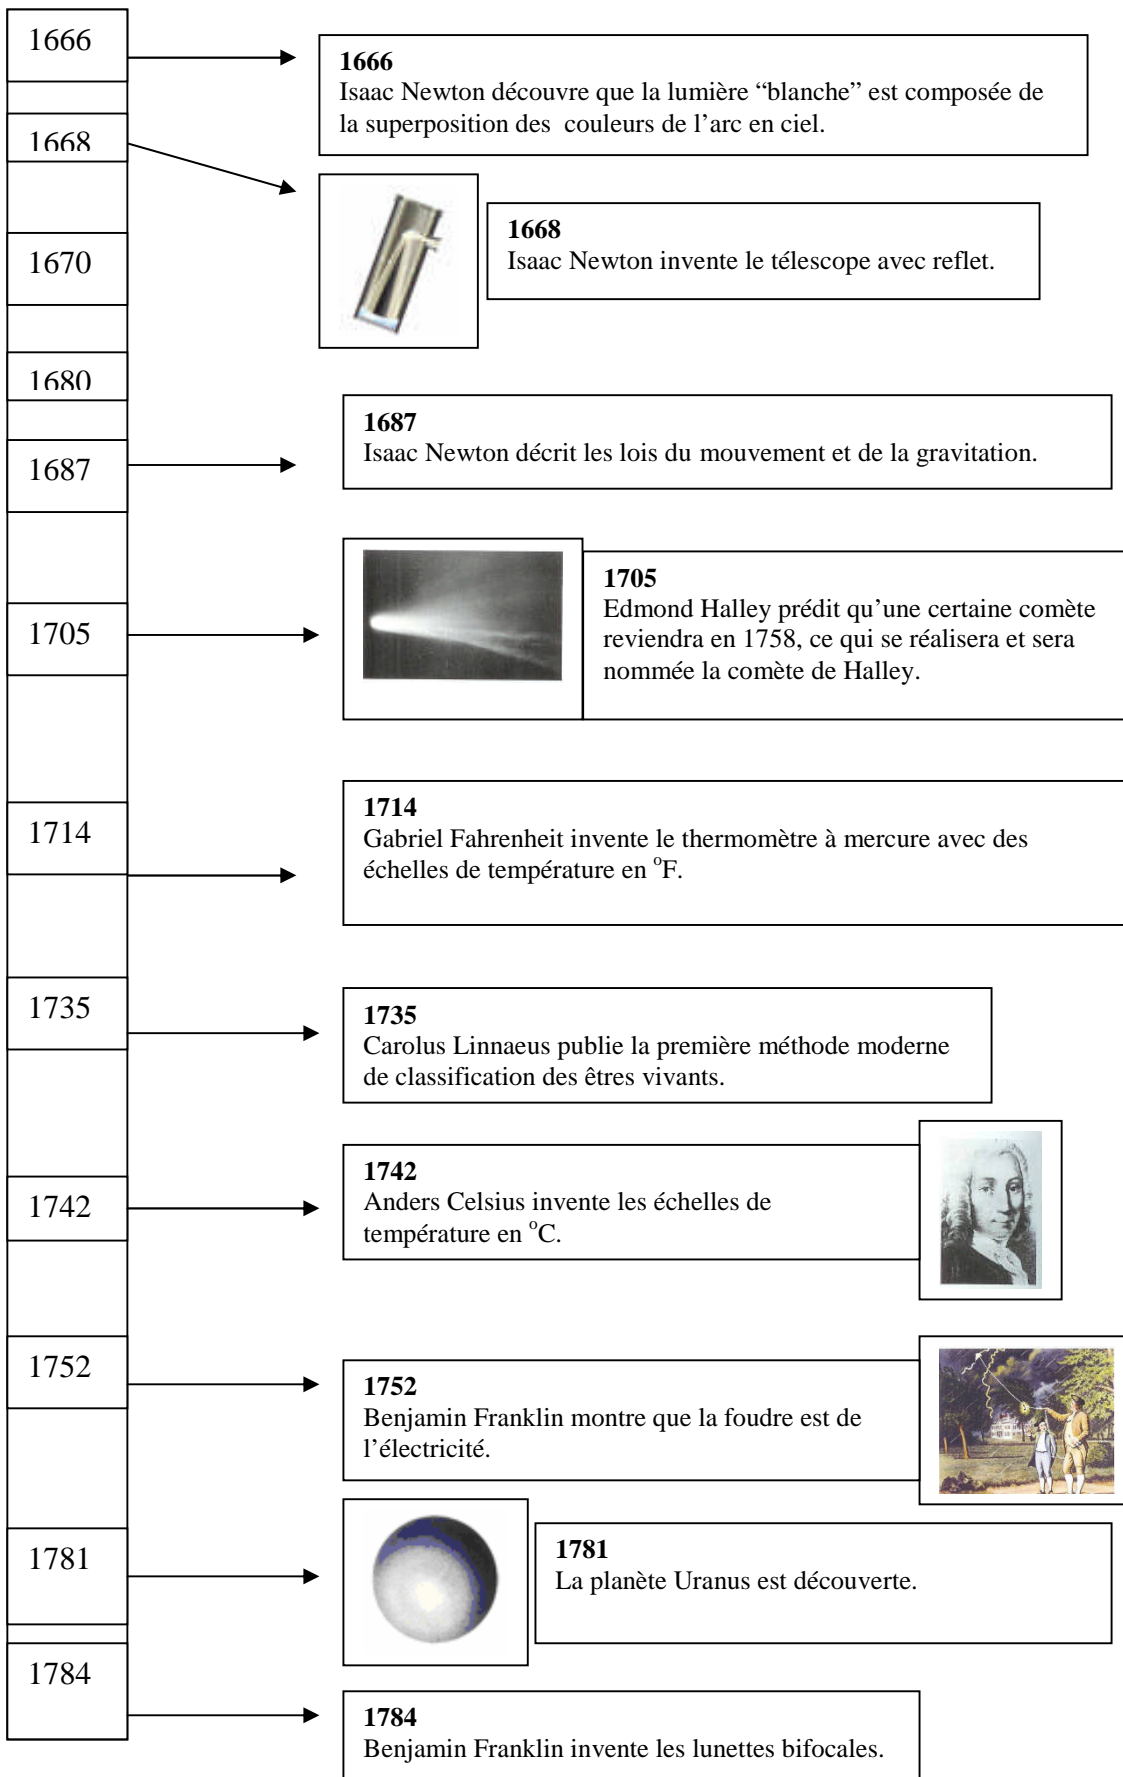 1666
1666
Isaac Newton découvre que la lumière “blanche” est composée de
la superposition des couleurs de l’arc en ciel.
1668
1668
Isaac Newton invente le télescope avec reflet.
1670
1680
1687
Isaac Newton décrit les lois du mouvement et de la gravitation.
1687
1705
1705
Edmond Halley prédit qu’une certaine comète
reviendra en 1758, ce qui se réalisera et sera
nommée la comète de Halley.
1714
1714
Gabriel Fahrenheit invente le thermomètre à mercure avec des
échelles de température en °F.
1735
1735
Carolus Linnaeus publie la première méthode moderne
de classification des êtres vivants.
1742
1742
Anders Celsius invente les échelles de
température en °C.
1752
1752
Benjamin Franklin montre que la foudre est de
l’électricité.
1781
1781
La planète Uranus est découverte.
1784
1784
Benjamin Franklin invente les lunettes bifocales.